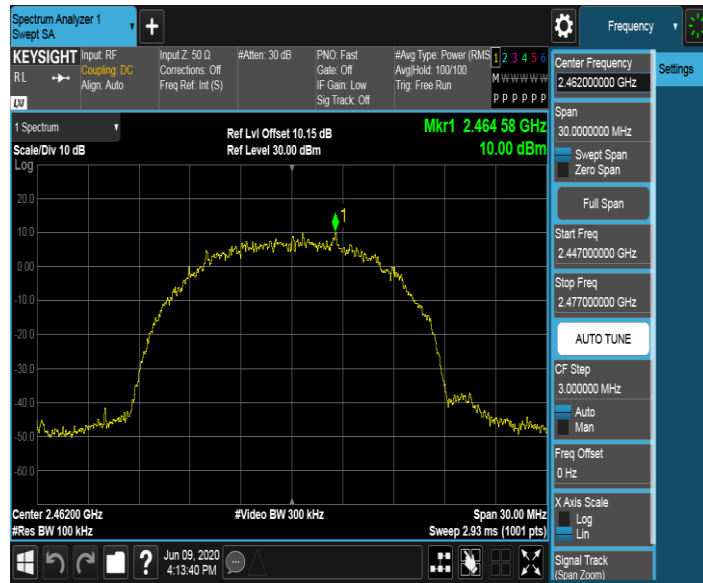 Spectrum Analyzer 1
Swept SA
+
Frequency
KEYSIGHT
RL
LXI
Input: RF
Coupling: DC
Align: Auto
Input Z: 50 Ω
Corrections: Off
Freq Ref: Int (S)
#Atten: 30 dB
PNO: Fast
Gate: Off
IF Gain: Low
Sig Track: Off
#Avg Type: Power (RMS
Avg|Hold: 100/100
Trig: Free Run
1 2 3 4 5 6
M W W W W W
P P P P P P
Center Frequency
2.462000000 GHz
Settings
Span
30.0000000 MHz
Swept Span
Zero Span
Full Span
Start Freq
2.447000000 GHz
Stop Freq
2.477000000 GHz
AUTO TUNE
CF Step
3.000000 MHz
Auto
Man
Freq Offset
0 Hz
X Axis Scale
Log
Lin
Signal Track
(Span Zoom)
1 Spectrum
Scale/Div 10 dB
Ref Lvl Offset 10.15 dB
Ref Level 30.00 dBm
Mkr1 2.464 58 GHz
10.00 dBm
Log
1
20.0
10.0
0.00
-10.0
-20.0
-30.0
-40.0
-50.0
-60.0
Center 2.46200 GHz
#Res BW 100 kHz
#Video BW 300 kHz
Span 30.00 MHz
Sweep 2.93 ms (1001 pts)
?
Jun 09, 2020
4:13:40 PM